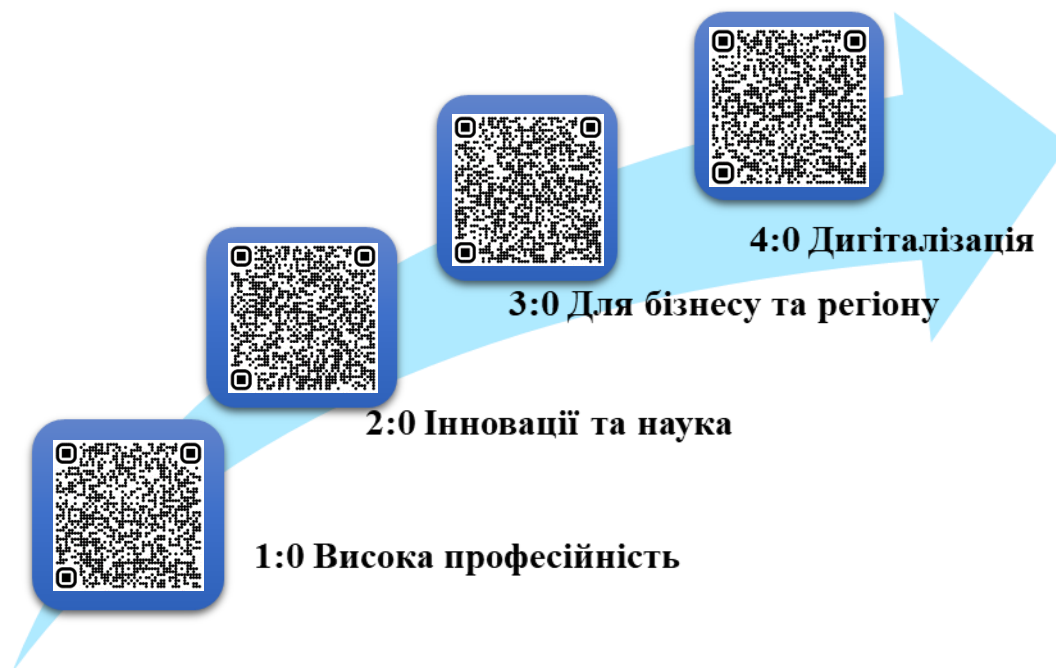 4:0 Дигіталізація
3:0 Для бізнесу та регіону
2:0 Інновації та наука
1:0 Висока професійність